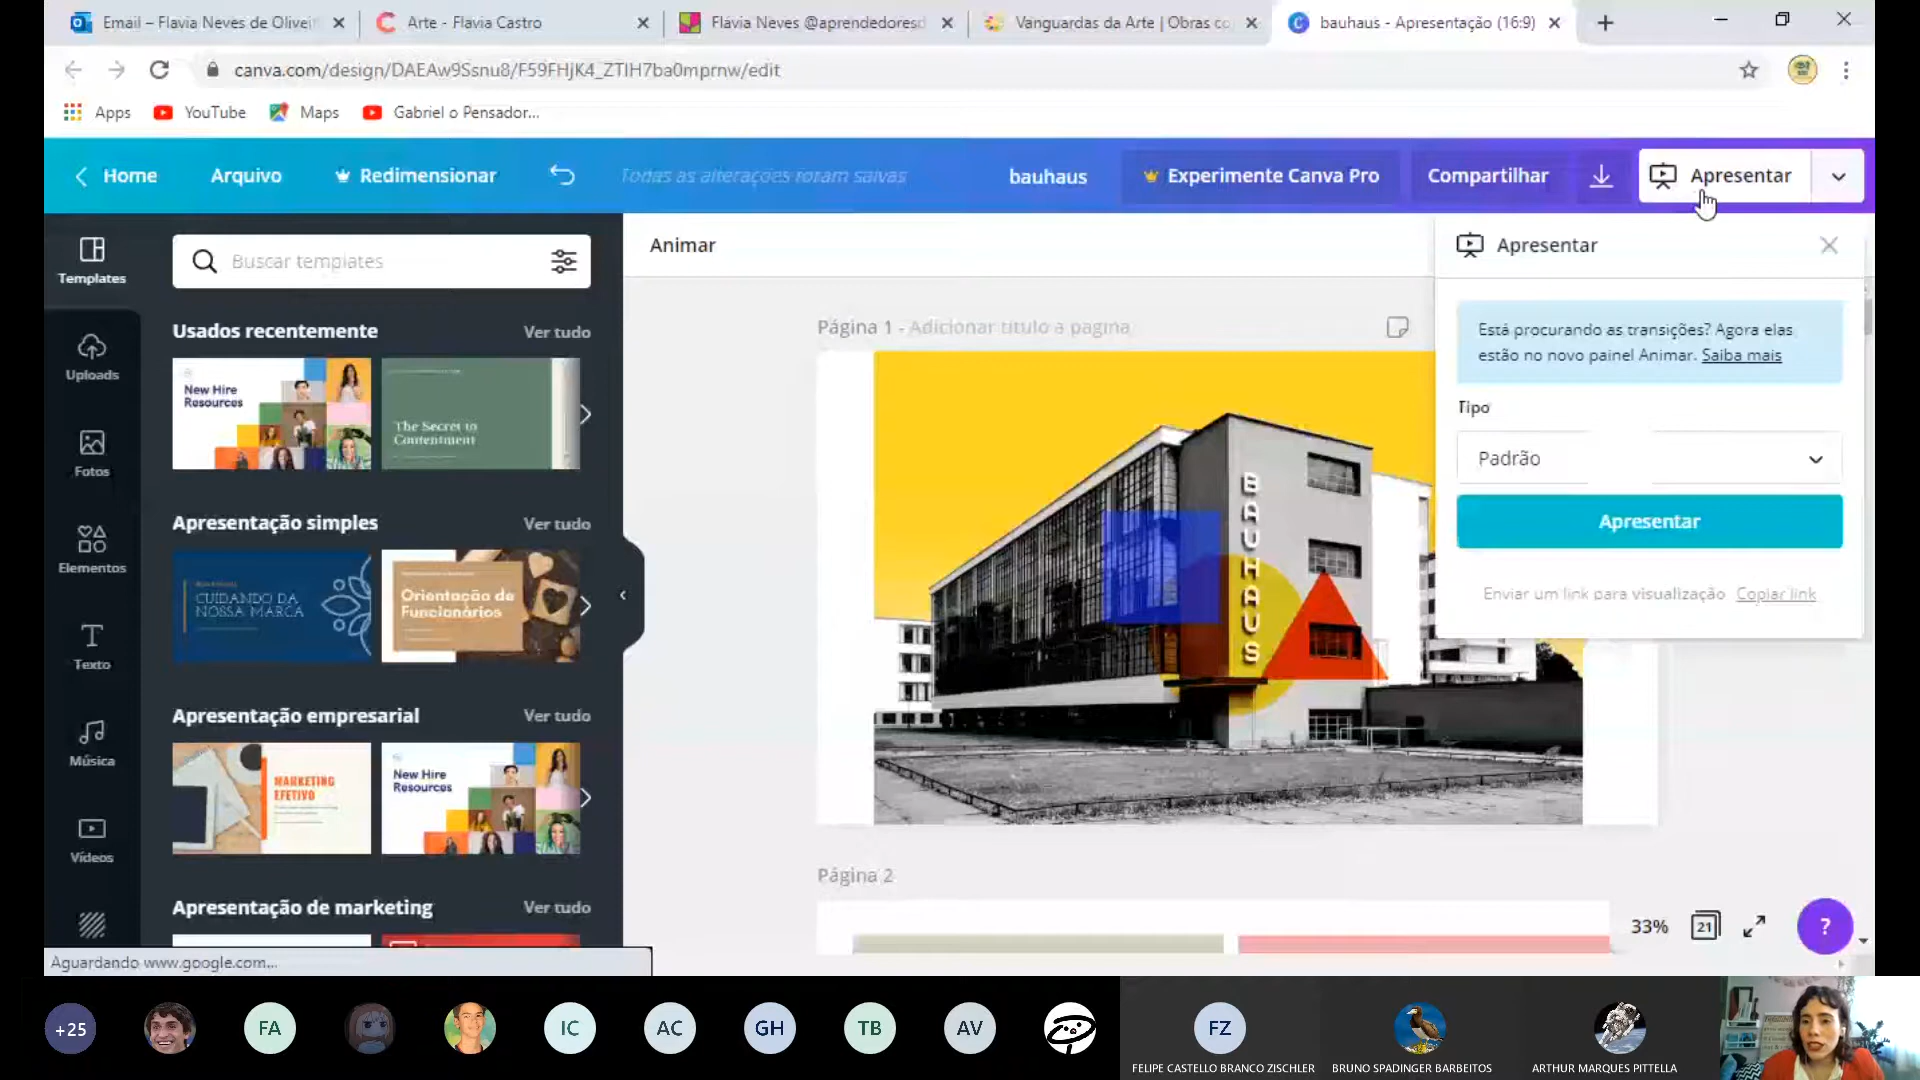 Email – Flavia Neves de Oliveir
Arte - Flavia Castro
Flavia Neves @aprendedoresd
Vanguardas da Arte | Obras co
bauhaus - Apresentação (16:9)
canva.com/design/DAEAw9Ssnu8/F59FHJK4_ZTIH7ba0mprnw/edit
Apps
YouTube
Maps
Gabriel o Pensador...
Home
Arquivo
Redimensionar
Todas as alterações foram salvas
bauhaus
Experimente Canva Pro
Compartilhar
Apresentar
Templates
Uploads
Fotos
Elementos
Texto
Música
Vídeos
Buscar templates
Usados recentemente
Ver tudo
New Hire
Resources
The Secret to
Contentment
Apresentação simples
Ver tudo
CUIDANDO DA
NOSSA MARCA
Orientação de
Funcionários
Apresentação empresarial
Ver tudo
MARKETING
EFETIVO
New Hire
Resources
Apresentação de marketing
Ver tudo
Animar
Página 1 - Adicionar título a página
BAUHAUS
Página 2
Apresentar
Está procurando as transições? Agora elas
estão no novo painel Animar. Saiba mais
Tipo
Padrão
Apresentar
Enviar um link para visualização Copiar link
33%
21
?
Aguardando www.google.com...
+25
FA
IC
AC
GH
TB
AV
FZ
FELIPE CASTELLO BRANCO ZISCHLER
BRUNO SPADINGER BARBEITOS
ARTHUR MARQUES PITTELLA